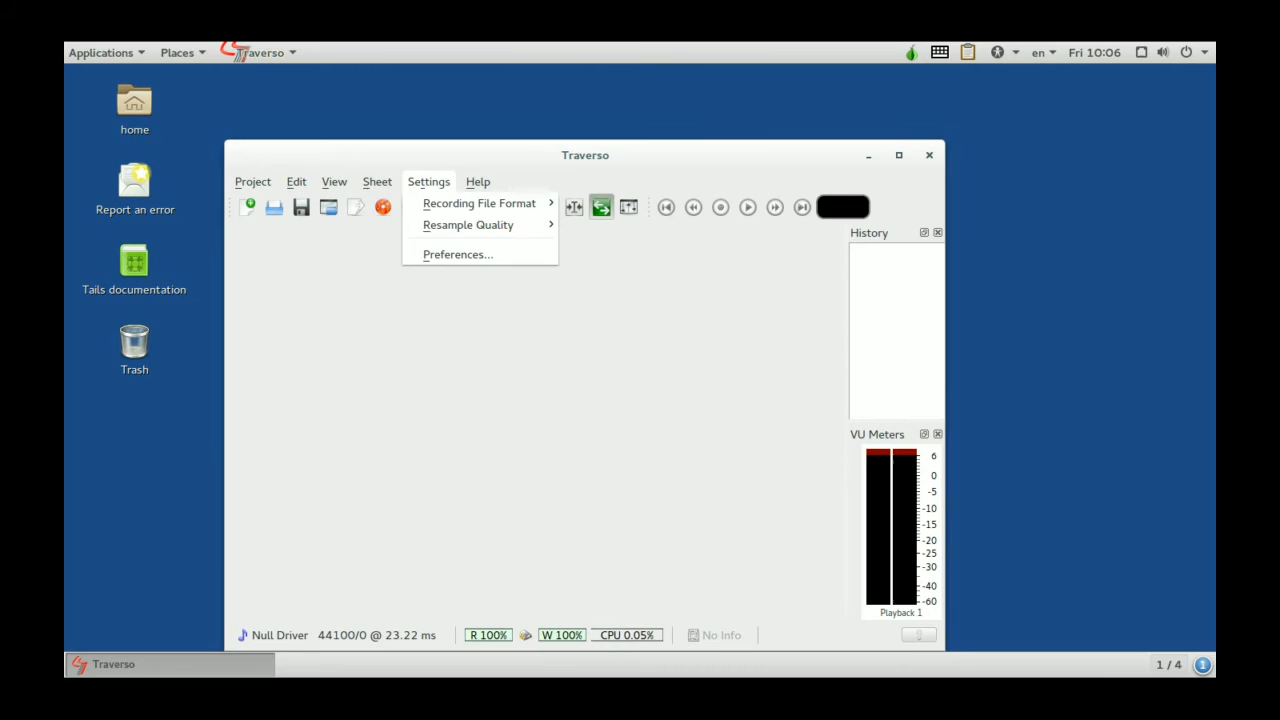 Applications Places Traverso en Fri 10:06
home
Report an error
Tails documentation
Trash
Traverso
Project Edit View Sheet Settings Help
Recording File Format
Resample Quality
Preferences...
History
VU Meters
6
0
-5
-10
-15
-20
-25
-30
-40
-60
Playback 1
Null Driver 44100/0 @ 23.22 ms R 100% W 100% CPU 0.05% No Info
Traverso 1 / 4 1